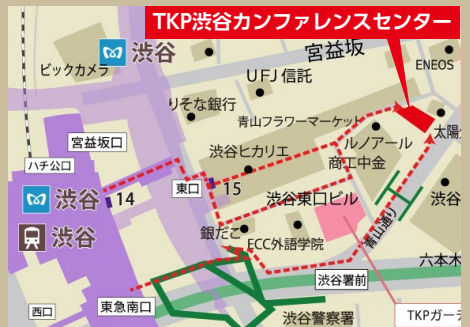 TKP渋谷カンファレンスセンター
渋谷
宮益坂
ビックカメラ
ENEOS
UFJ信託
りそな銀行
青山フラワーマーケット
太陽
宮益坂口
ルノアール
渋谷ヒカリエ
商工中金
ハチ公口
東口
15
渋谷
14
渋谷東口ビル
渋谷
渋谷
銀だこ
青山通り
ECC外語学院
六本木
渋谷署前
西口
東急南口
渋谷警察署
TKPガーデ